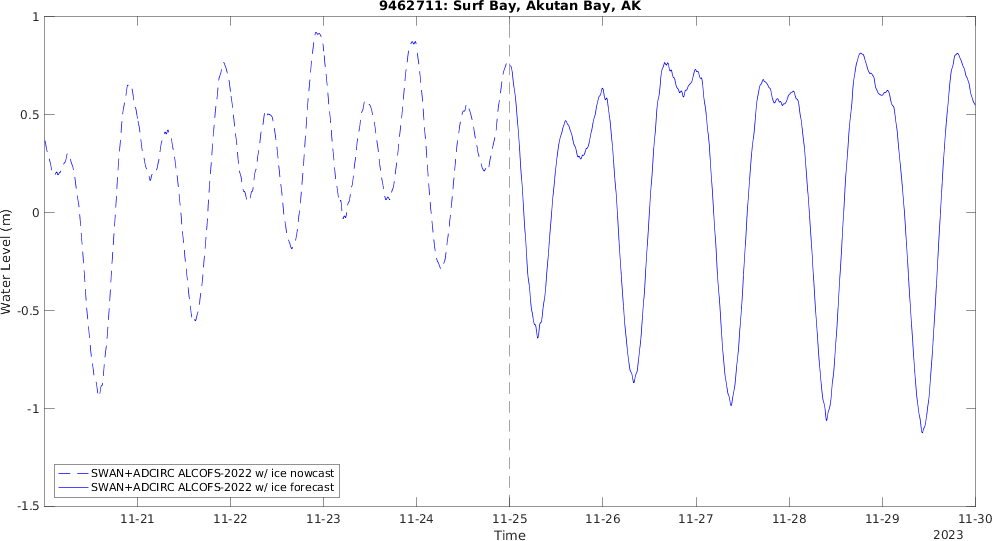 9462711: Surf Bay, Akutan Bay, AK
1
0.5
0
-0.5
-1
-1.5
Water Level (m)
SWAN+ADCIRC ALCOFS-2022 w/ ice nowcast
SWAN+ADCIRC ALCOFS-2022 w/ ice forecast
11-21 11-22 11-23 11-24 11-25 11-26 11-27 11-28 11-29 11-30
Time
2023